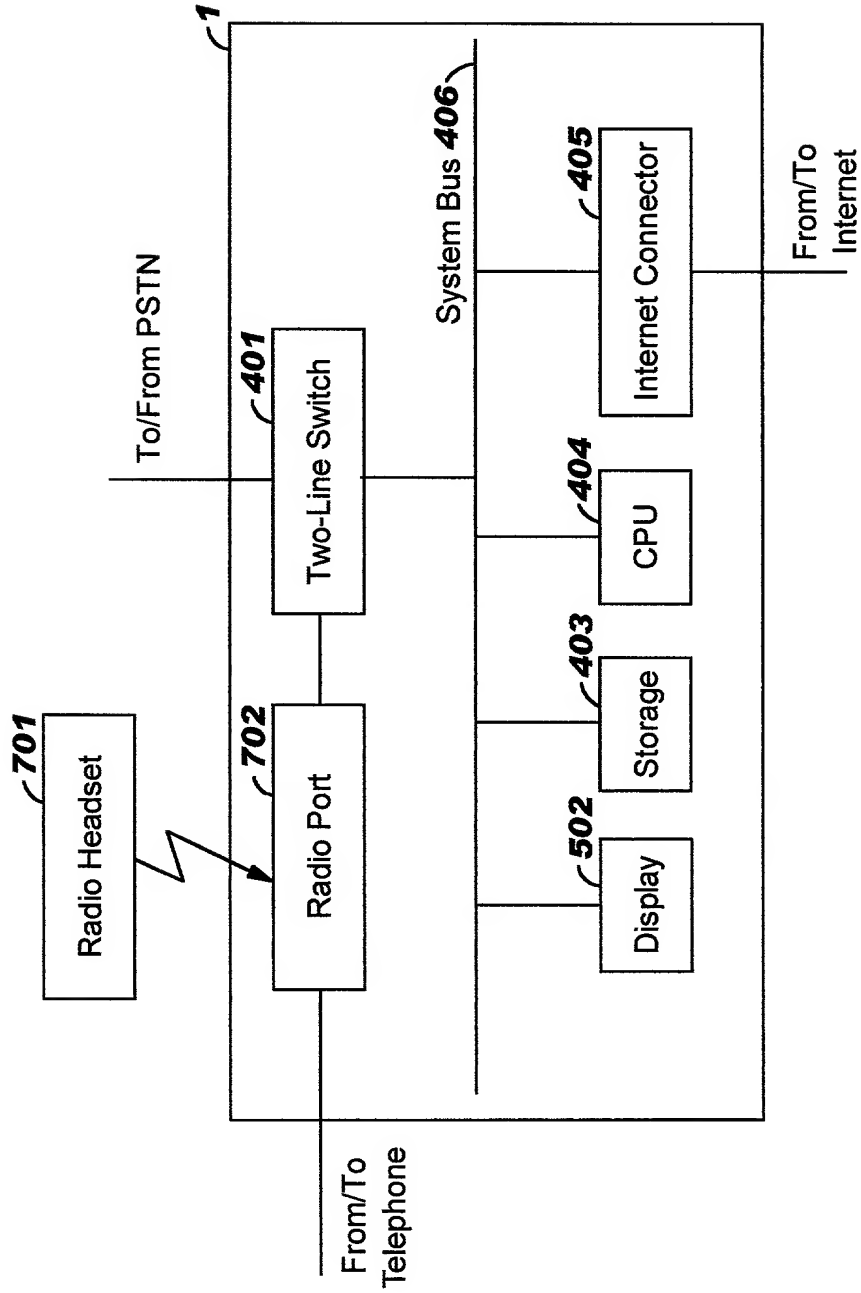 701
Radio Headset
To/From PSTN
1
702
Radio Port
401
Two-Line Switch
From/To
Telephone
System Bus 406
502
Display
403
Storage
404
CPU
405
Internet Connector
From/To
Internet